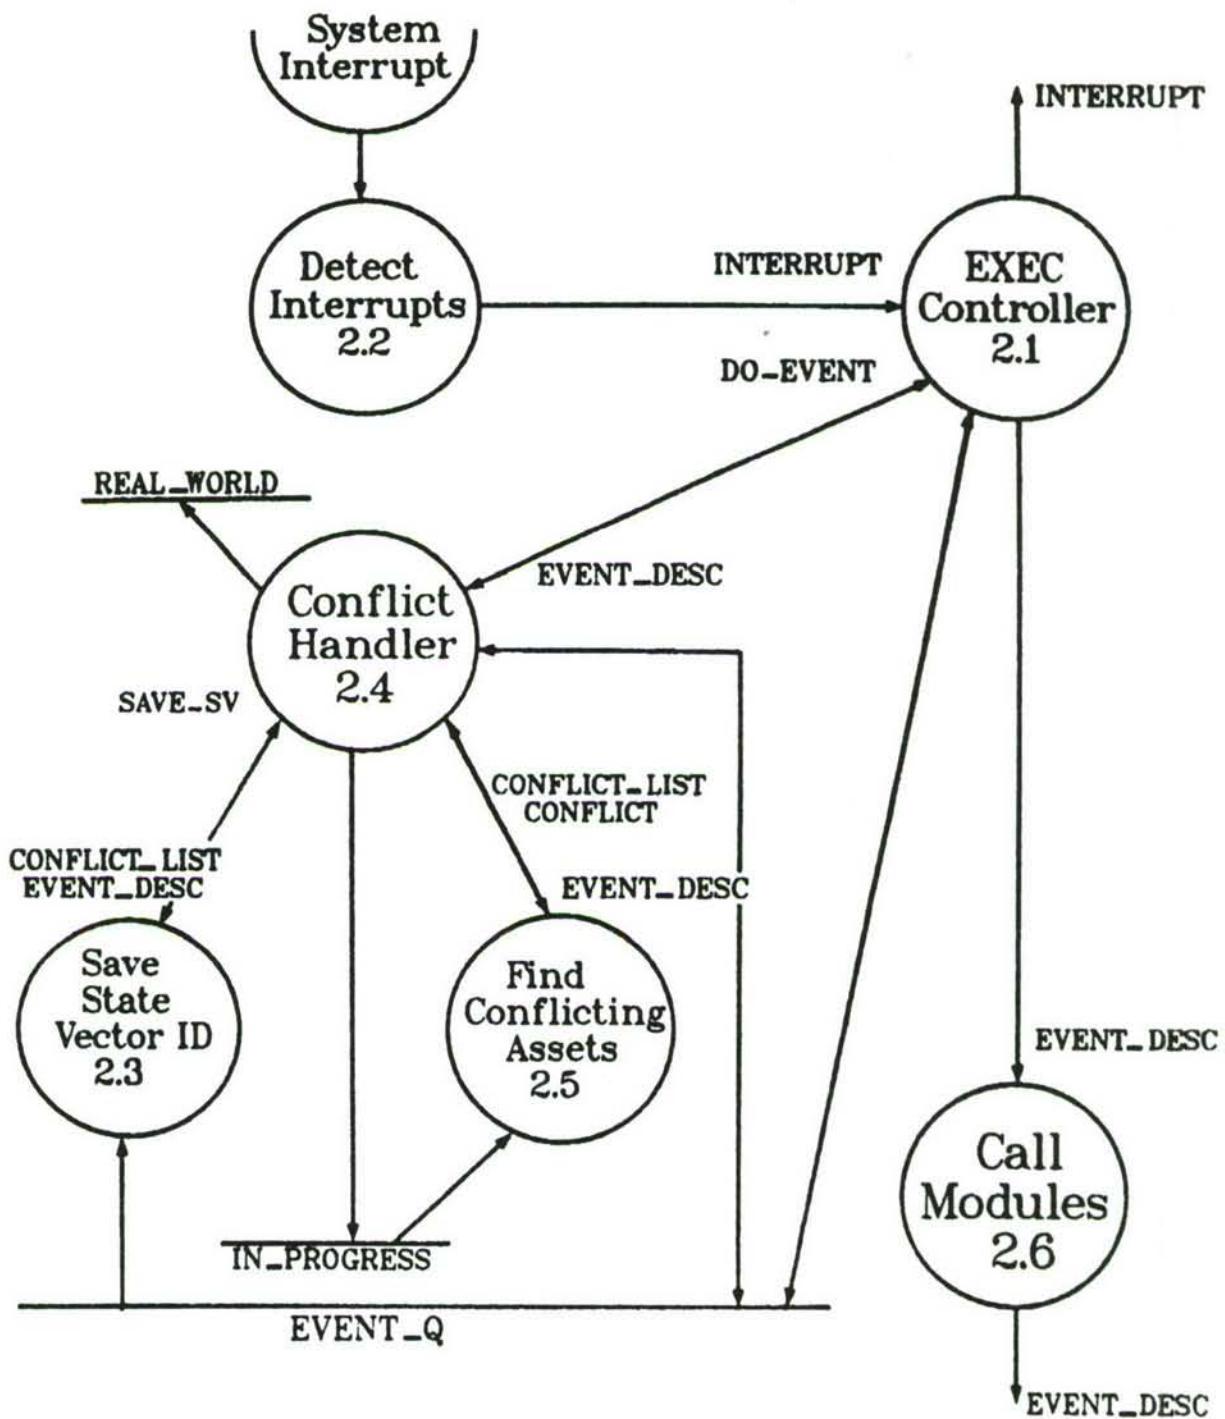 System
Interrupt
INTERRUPT
Detect
Interrupts
2.2
INTERRUPT
EXEC
Controller
2.1
DO_EVENT
REAL_WORLD
EVENT_DESC
Conflict
Handler
2.4
SAVE_SV
CONFLICT_LIST
CONFLICT
CONFLICT_LIST
EVENT_DESC
EVENT_DESC
Save
State
Vector ID
2.3
Find
Conflicting
Assets
2.5
EVENT_DESC
Call
Modules
2.6
IN_PROGRESS
EVENT_Q
EVENT_DESC